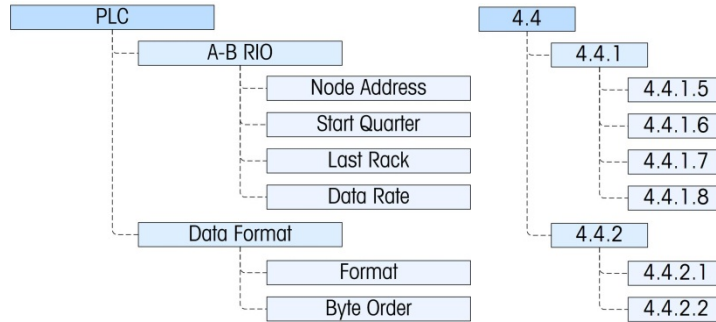 PLC
A-B RIO
Node Address
Start Quarter
Last Rack
Data Rate
Data Format
Format
Byte Order
4.4
4.4.1
4.4.1.5
4.4.1.6
4.4.1.7
4.4.1.8
4.4.2
4.4.2.1
4.4.2.2